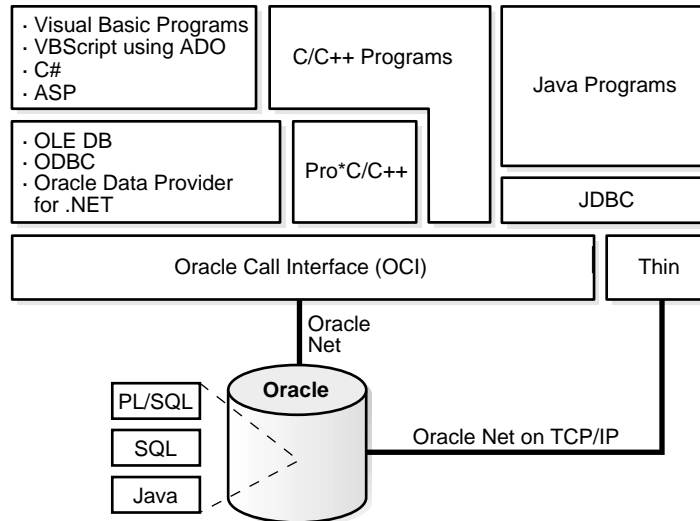 · Visual Basic Programs
· VBScript using ADO
· C#
· ASP
C/C++ Programs
Java Programs
· OLE DB
· ODBC
· Oracle Data Provider
for .NET
Pro*C/C++
JDBC
Oracle Call Interface (OCI)
Thin
Oracle
Net
Oracle
PL/SQL
SQL
Java
Oracle Net on TCP/IP